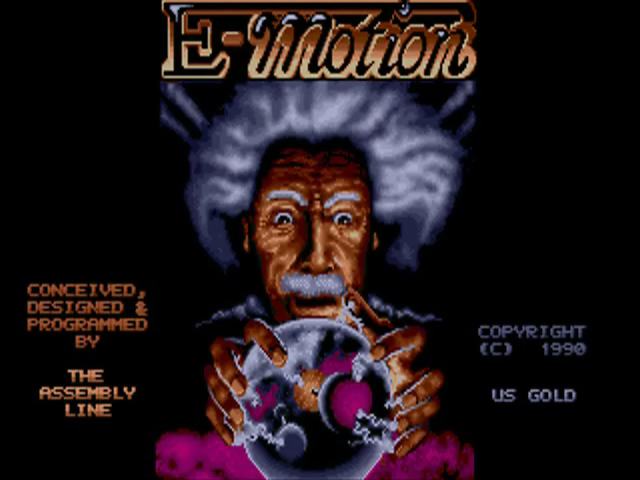 E-Motion
CONCEIVED,
DESIGNED &
PROGRAMMED
BY
THE
ASSEMBLY
LINE
COPYRIGHT
(C) 1990
US GOLD